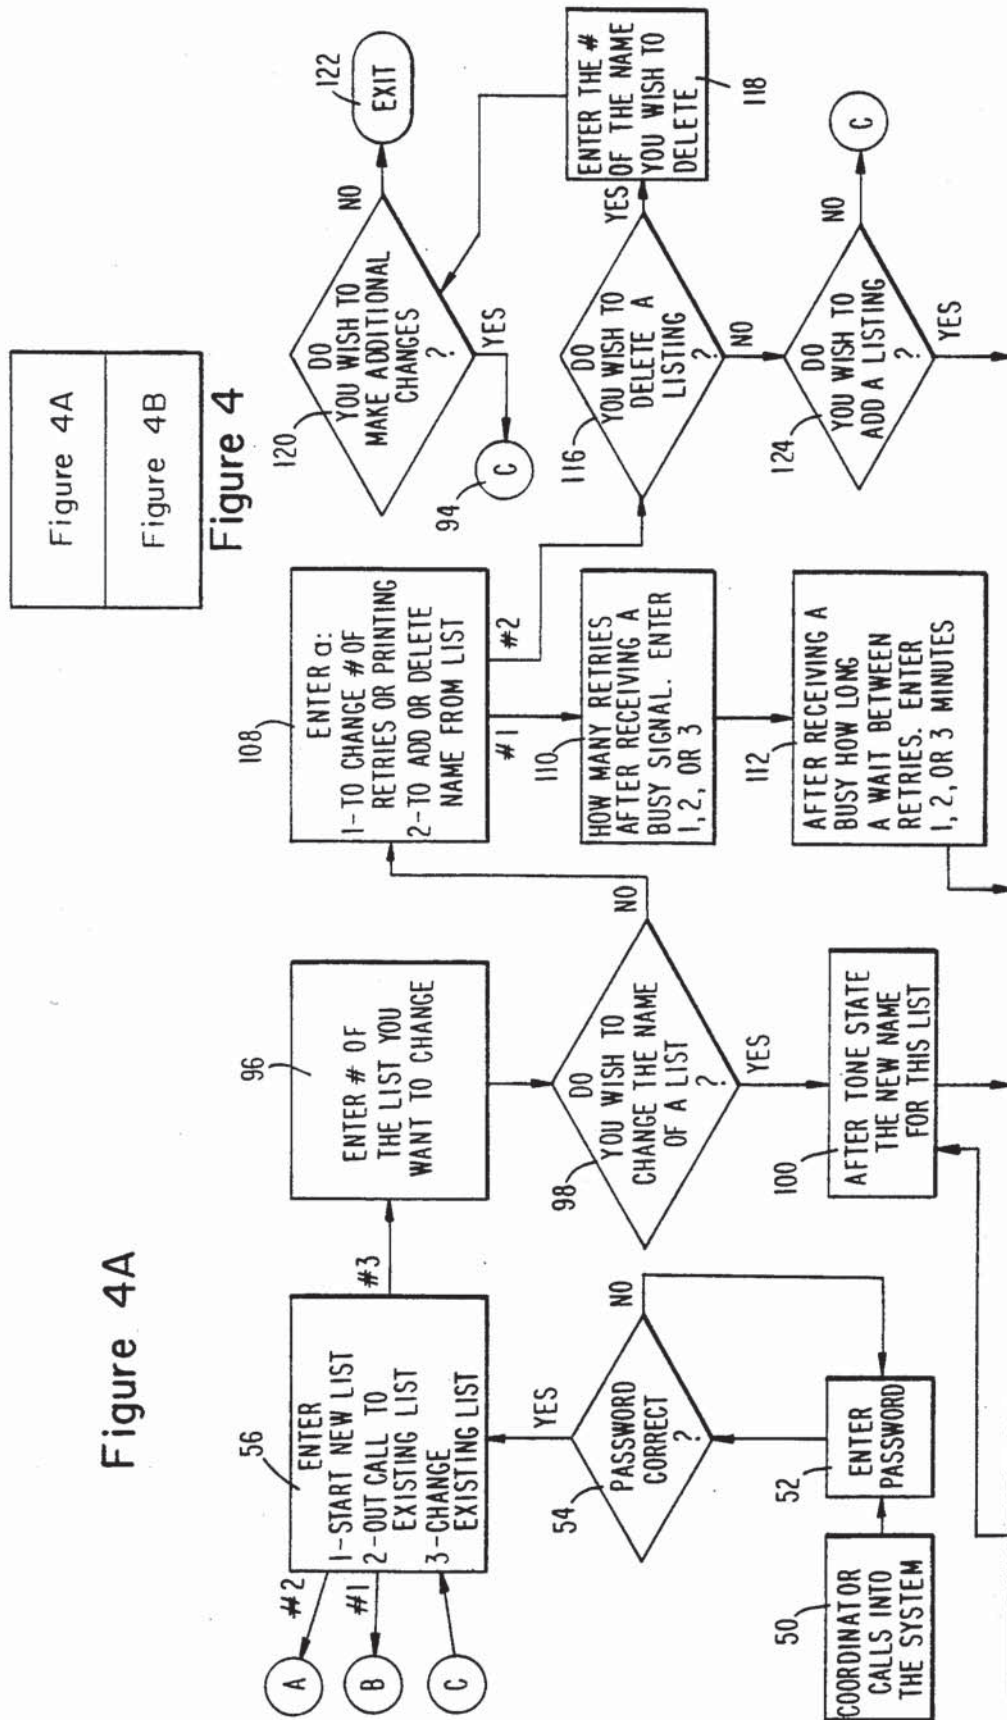 Figure 4A
Figure 4A
Figure 4B
Figure 4
A
B
C
#2
#1
56
ENTER
1-START NEW LIST
2-OUT CALL TO
EXISTING LIST
3-CHANGE
EXISTING LIST
#3
96
ENTER # OF
THE LIST YOU
WANT TO CHANGE
108
ENTER a:
1-TO CHANGE # OF
RETRIES OR PRINTING
2-TO ADD OR DELETE
NAME FROM LIST
#1
#2
120
DO
YOU WISH TO
MAKE ADDITIONAL
CHANGES
?
NO
YES
122
EXIT
94
C
YES
54
PASSWORD
CORRECT
?
NO
98
DO
YOU WISH TO
CHANGE THE NAME
OF A LIST
?
NO
YES
110
HOW MANY RETRIES
AFTER RECEIVING A
BUSY SIGNAL. ENTER
1, 2, OR 3
116
DO
YOU WISH TO
DELETE A
LISTING
?
YES
NO
ENTER THE #
OF THE NAME
YOU WISH TO
DELETE
118
50
COORDINATOR
CALLS INTO
THE SYSTEM
52
ENTER
PASSWORD
100
AFTER TONE STATE
THE NEW NAME
FOR THIS LIST
112
AFTER RECEIVING A
BUSY HOW LONG
A WAIT BETWEEN
RETRIES. ENTER
1, 2, OR 3 MINUTES
124
DO
YOU WISH TO
ADD A LISTING
?
NO
YES
C